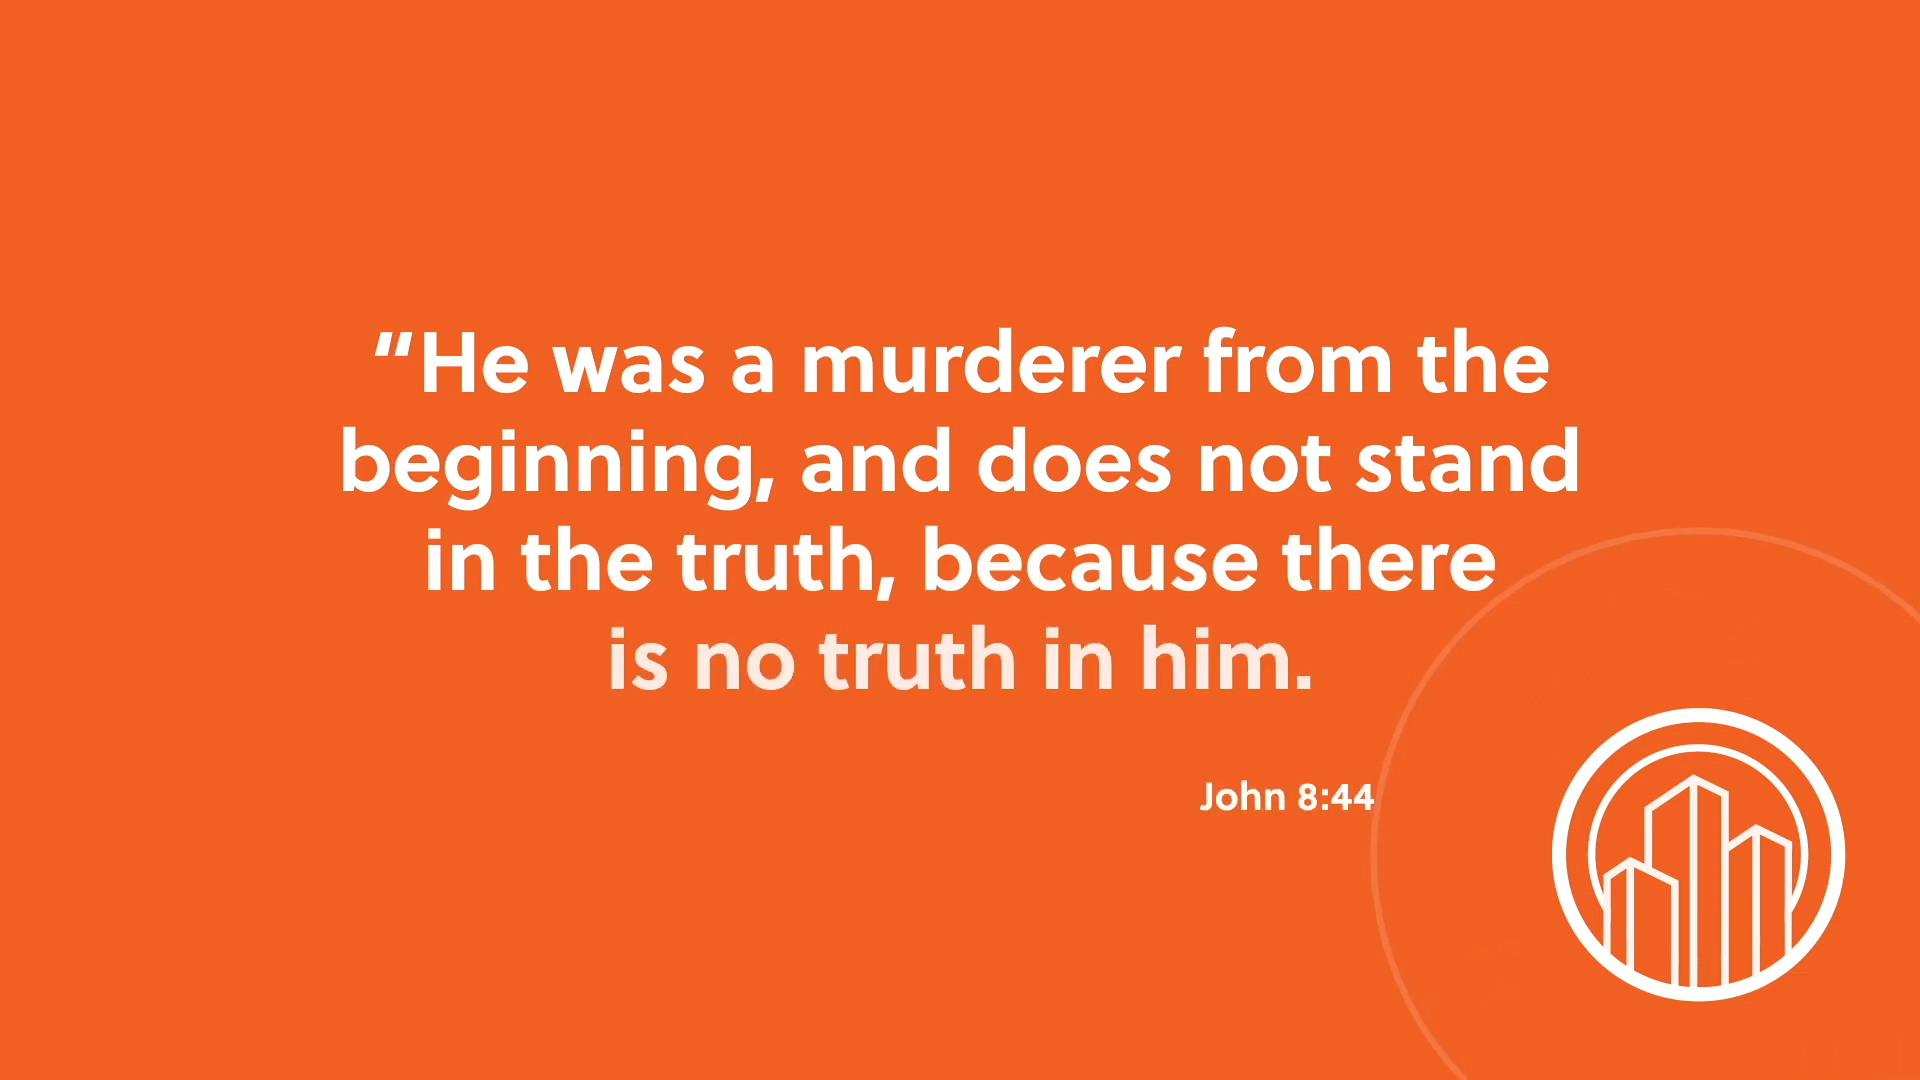 “He was a murderer from the
beginning, and does not stand
in the truth, because there
is no truth in him.
John 8:44